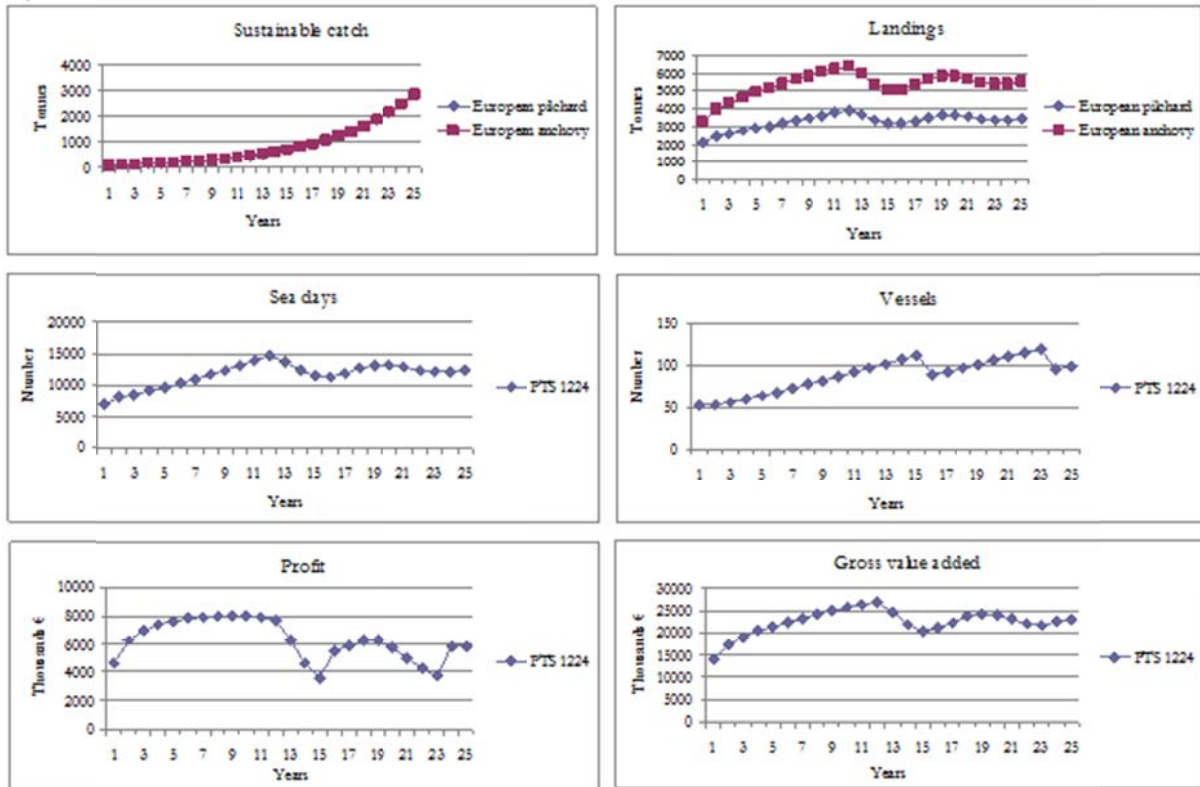 Sustainable catch
4000
3000
2000
1000
0
Tonnes
1 3 5 7 9 11 13 15 17 19 21 23 25
Years
European pilchard
European anchovy
Landings
7000
6000
5000
4000
3000
2000
1000
0
Tonnes
1 3 5 7 9 11 13 15 17 19 21 23 25
Years
European pilchard
European anchovy
Sea days
20000
15000
10000
5000
0
Number
1 3 5 7 9 11 13 15 17 19 21 23 25
Years
PTS 1224
Vessels
150
100
50
0
Number
1 3 5 7 9 11 13 15 17 19 21 23 25
Years
PTS 1224
Profit
10000
8000
6000
4000
2000
0
Thousands €
1 3 5 7 9 11 13 15 17 19 21 23 25
Years
PTS 1224
Gross value added
30000
25000
20000
15000
10000
5000
0
Thousands €
1 3 5 7 9 11 13 15 17 19 21 23 25
Years
PTS 1224